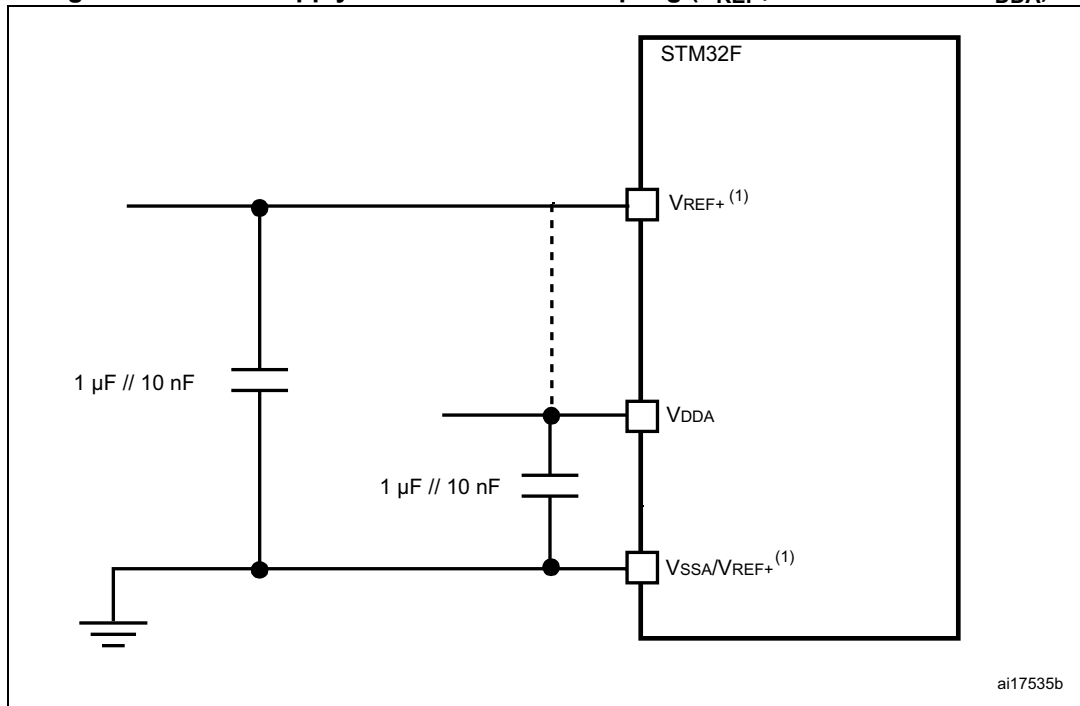 STM32F
VREF+ (1)
1 µF // 10 nF
VDDA
1 µF // 10 nF
VSSA/VREF+ (1)
ai17535b